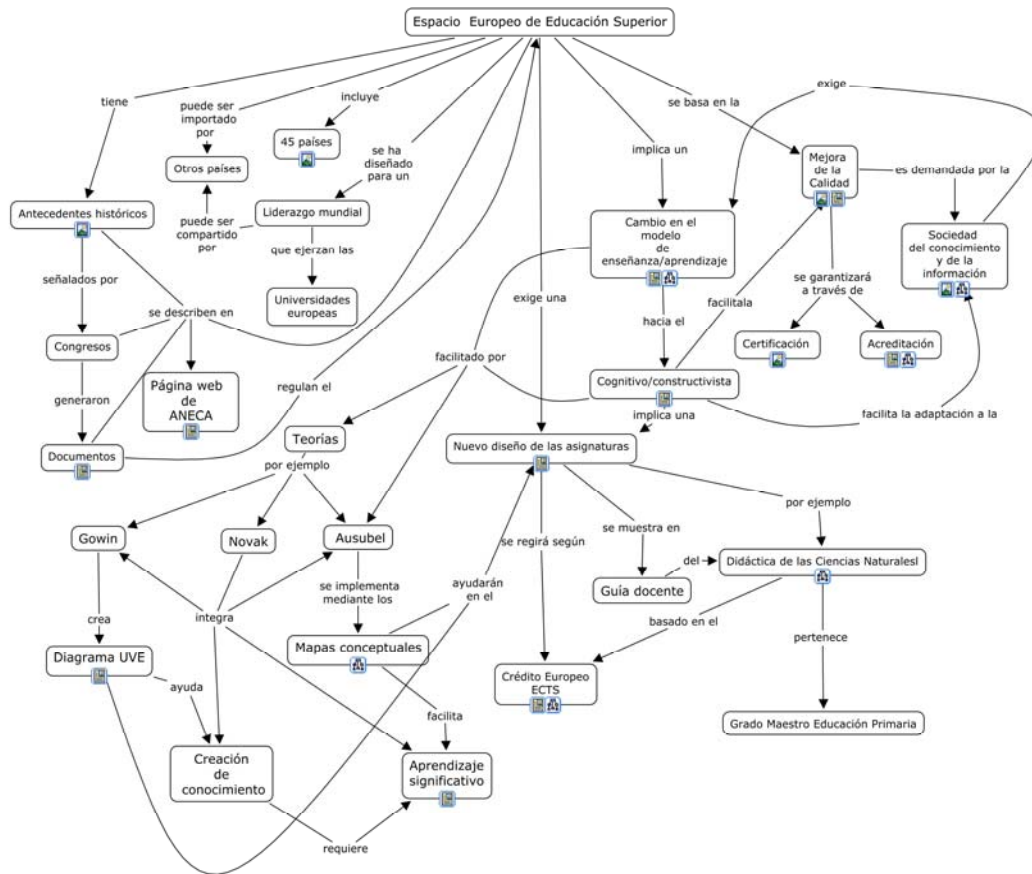 Espacio Europeo de Educación Superior
tiene
puede ser
importado
por
incluye
se basa en la
exige
45 países
se ha
diseñado
para un
implica un
Mejora
de la
Calidad
Otros países
es demandada por la
Antecedentes históricos
puede ser
compartido
por
Liderazgo mundial
Cambio en el
modelo
de
enseñanza/aprendizaje
Sociedad
del conocimiento
y de la
información
que ejerzan las
señalados por
se describen en
Universidades
europeas
exige una
hacia el
facilitala
se garantizará
a través de
Congresos
Certificación
Acreditación
facilitado por
Página web
de
ANECA
regulan el
Cognitivo/constructivista
generaron
implica una
facilita la adaptación a la
Documentos
Teorías
Nuevo diseño de las asignaturas
por ejemplo
por ejemplo
Gowin
Novak
Ausubel
se regirá según
se muestra en
del
Didáctica de las Ciencias Naturalesl
se implementa
mediante los
ayudarán
en el
Guía docente
crea
integra
basado en el
pertenece
Diagrama UVE
Mapas conceptuales
Crédito Europeo
ECTS
ayuda
facilita
Grado Maestro Educación Primaria
Creación
de
conocimiento
Aprendizaje
significativo
requiere